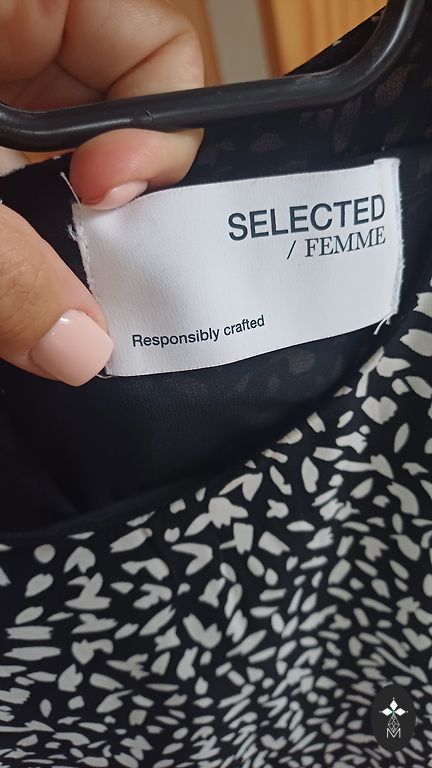 SELECTED
/ FEMME
Responsibly crafted
M